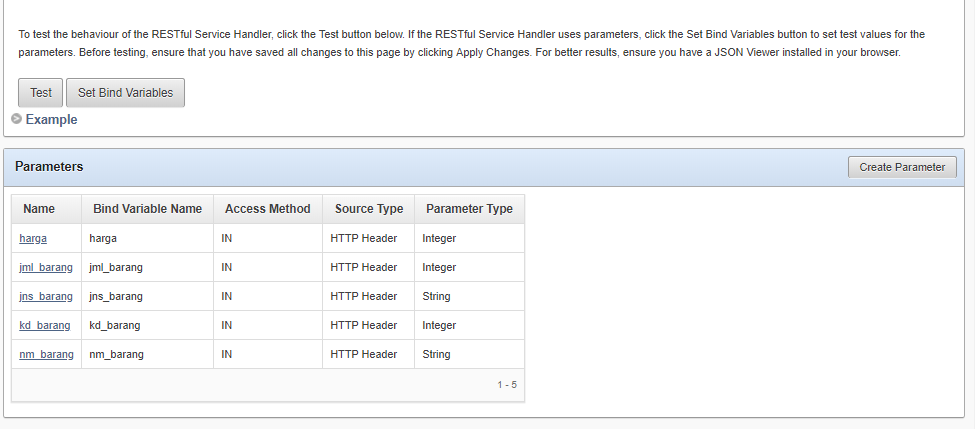 To test the behaviour of the RESTful Service Handler, click the Test button below. If the RESTful Service Handler uses parameters, click the Set Bind Variables button to set test values for the
parameters. Before testing, ensure that you have saved all changes to this page by clicking Apply Changes. For better results, ensure you have a JSON Viewer installed in your browser.
Test Set Bind Variables
Example
Parameters Create Parameter
Name Bind Variable Name Access Method Source Type Parameter Type
harga harga IN HTTP Header Integer
jml_barang jml_barang IN HTTP Header Integer
jns_barang jns_barang IN HTTP Header String
kd_barang kd_barang IN HTTP Header Integer
nm_barang nm_barang IN HTTP Header String
1 - 5